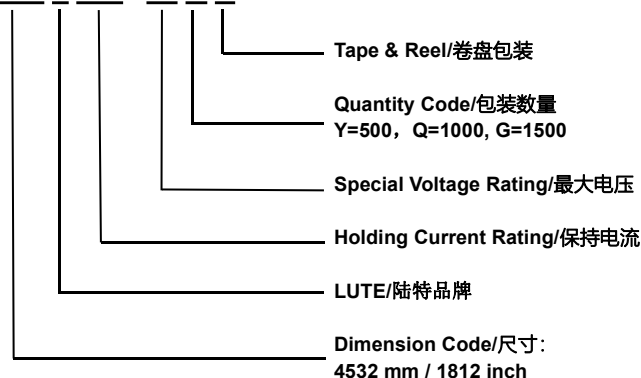 Tape & Reel/卷盘包装
Quantity Code/包装数量
Y=500，Q=1000, G=1500
Special Voltage Rating/最大电压
Holding Current Rating/保持电流
LUTE/陆特品牌
Dimension Code/尺寸：
4532 mm / 1812 inch